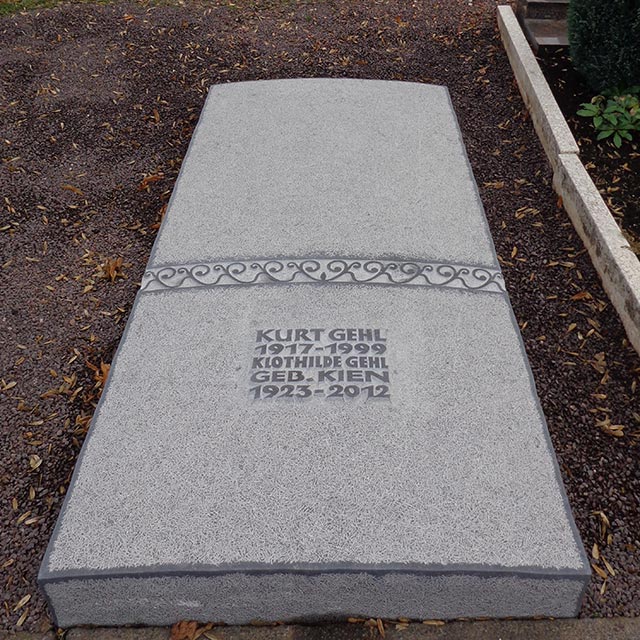 KURT GEHL
1917-1999
KLOTHILDE GEHL
GEB. KIEN
1923-2012